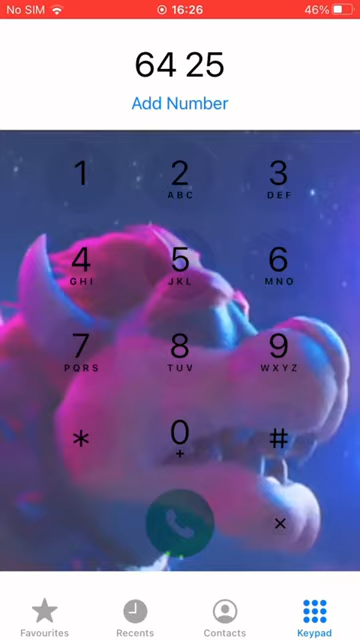 No SIM 16:26 46%
64 25
Add Number
1 2 3
ABC DEF
4 5 6
GHI JKL MNO
7 8 9
PQRS TUV WXYZ
* 0 #
+
×
Favourites Recents Contacts Keypad